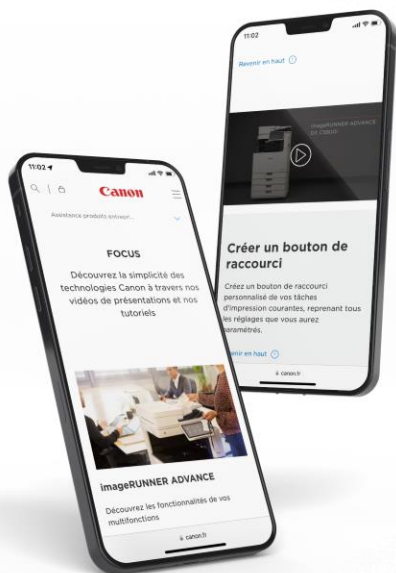 11:02
Canon
Assistance produits entrepri...
FOCUS
Découvrez la simplicité des
technologies Canon à travers nos
vidéos de présentations et nos
tutoriels
imageRUNNER ADVANCE
Découvrez les fonctionnalités de vos
multifonctions
canon.fr
11:02
Revenir en haut
imageRUNNER ADVANCE
DE CANON
Créer un bouton de
raccourci
Créez un bouton de raccourci
personnalisé de vos tâches
d'impression courantes, reprenant tous
les réglages que vous aurez
paramétrés.
enir en haut
canon.fr